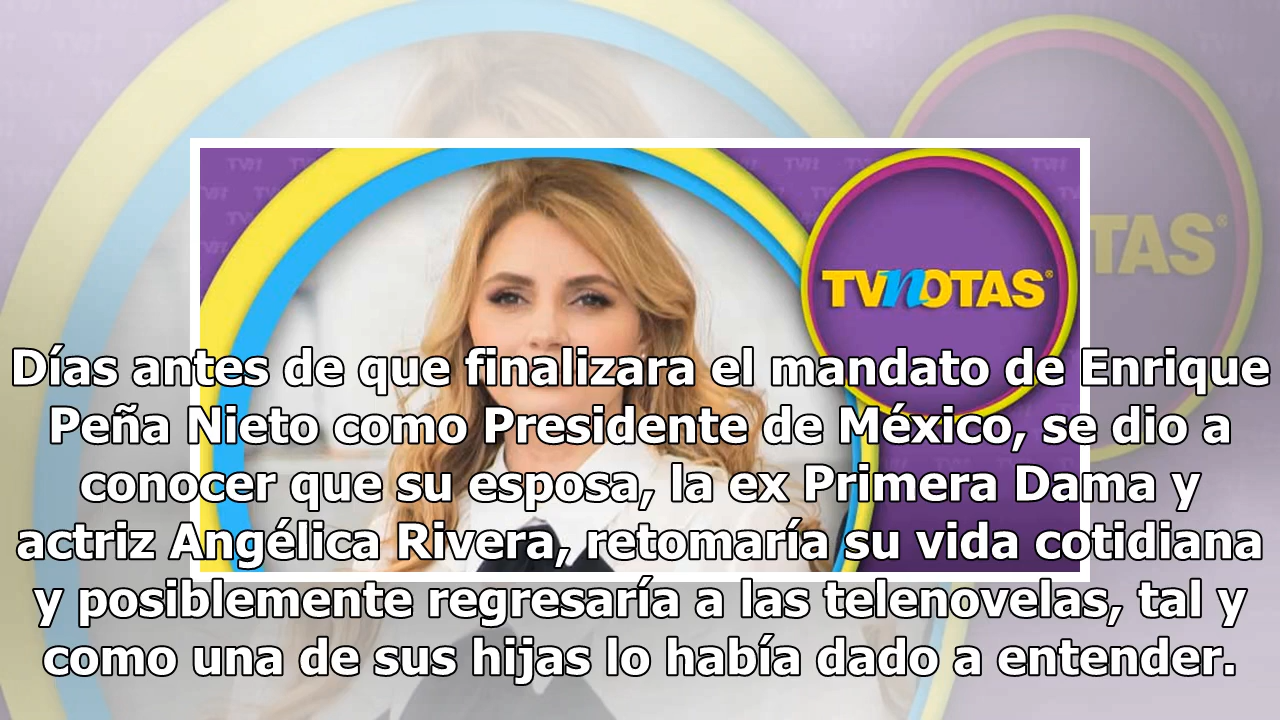 TVnOTAS®
TAS®
Días antes de que finalizara el mandato de Enrique
Peña Nieto como Presidente de México, se dio a
conocer que su esposa, la ex Primera Dama y
actriz Angélica Rivera, retomaría su vida cotidiana
y posiblemente regresaría a las telenovelas, tal y
como una de sus hijas lo había dado a entender.